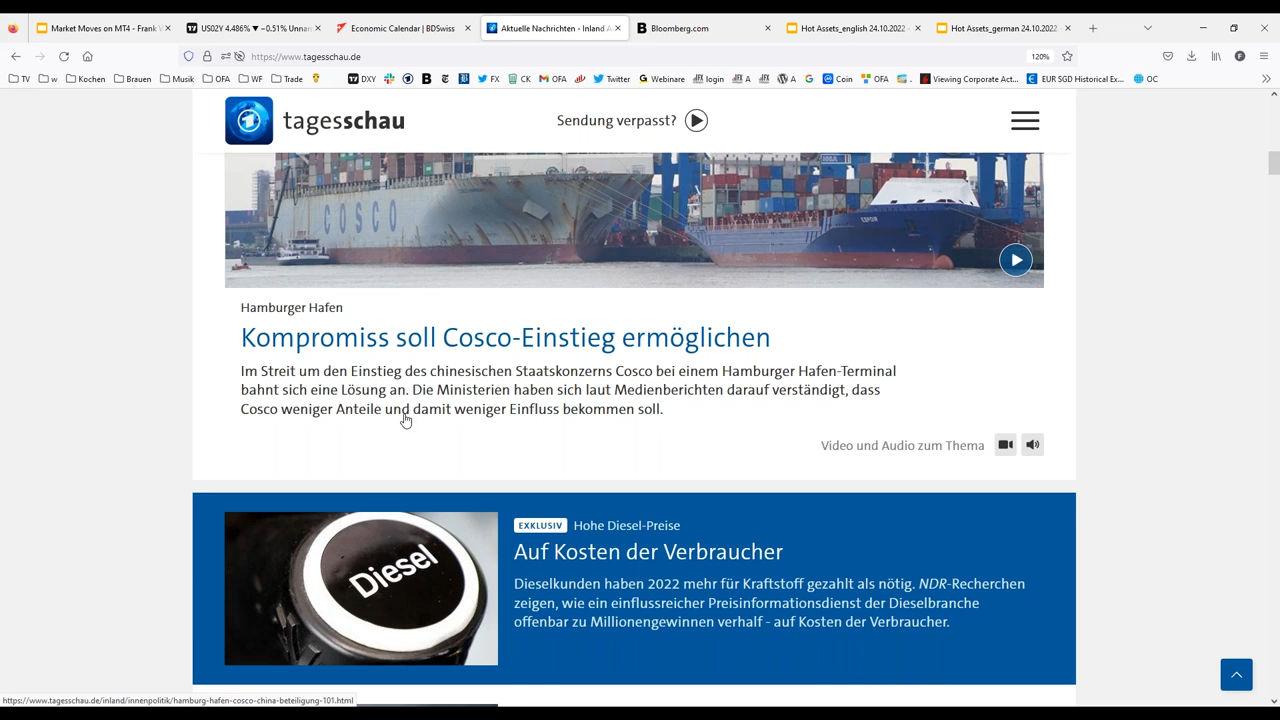 Market Moves on MT4 - Frank W
US02Y 4.486% ▼ −0.51% Unnam
Economic Calendar | BDSwiss
Aktuelle Nachrichten - Inland A
Bloomberg.com
Hot Assets_english 24.10.2022 -
Hot Assets_german 24.10.2022 -
https://www.tagesschau.de
120%
TV w Kochen Brauen Musik OFA WF Trade DXY FX CK OFA Twitter Webinare login A A Coin OFA . Viewing Corporate Act... EUR SGD Historical Ex... OC
tagesschau
Sendung verpasst?
COSCO
ESPOIR
Hamburger Hafen
Kompromiss soll Cosco-Einstieg ermöglichen
Im Streit um den Einstieg des chinesischen Staatskonzerns Cosco bei einem Hamburger Hafen-Terminal
bahnt sich eine Lösung an. Die Ministerien haben sich laut Medienberichten darauf verständigt, dass
Cosco weniger Anteile und damit weniger Einfluss bekommen soll.
Video und Audio zum Thema
Diesel
EXKLUSIV Hohe Diesel-Preise
Auf Kosten der Verbraucher
Dieselkunden haben 2022 mehr für Kraftstoff gezahlt als nötig. NDR-Recherchen
zeigen, wie ein einflussreicher Preisinformationsdienst der Dieselbranche
offenbar zu Millionengewinnen verhalf - auf Kosten der Verbraucher.
https://www.tagesschau.de/inland/innenpolitik/hamburg-hafen-cosco-china-beteiligung-101.html